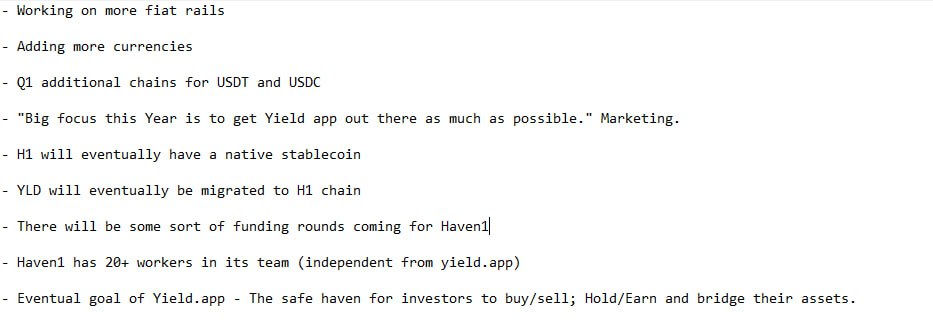 - Working on more fiat rails
- Adding more currencies
- Q1 additional chains for USDT and USDC
- "Big focus this Year is to get Yield app out there as much as possible." Marketing.
- H1 will eventually have a native stablecoin
- YLD will eventually be migrated to H1 chain
- There will be some sort of funding rounds coming for Haven1
- Haven1 has 20+ workers in its team (independent from yield.app)
- Eventual goal of Yield.app - The safe haven for investors to buy/sell; Hold/Earn and bridge their assets.